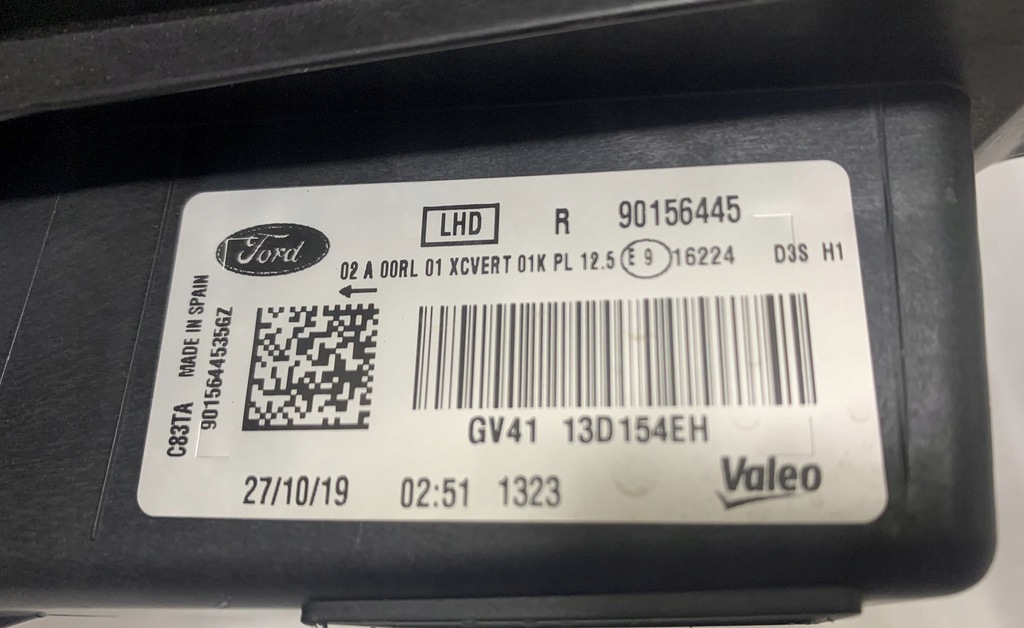 LHD R 90156445
Ford
02 A 00RL 01 XCVERT 01K PL 12.5 E 9 16224 D3S H1
C83TA MADE IN SPAIN
9015644535GZ
GV41 13D154EH
27/10/19 02:51 1323
Valeo